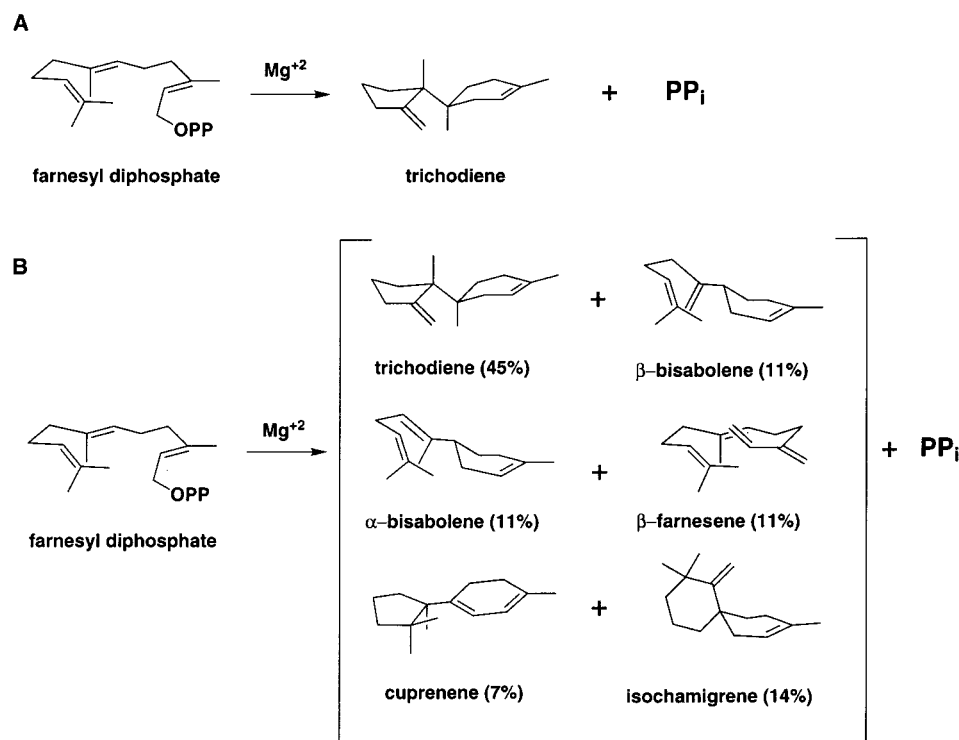 A
Mg+2
OPP
+ PPi
farnesyl diphosphate
trichodiene
B
+
trichodiene (45%)
β–bisabolene (11%)
Mg+2
OPP
+
+ PPi
farnesyl diphosphate
α–bisabolene (11%)
β–farnesene (11%)
+
cuprenene (7%)
isochamigrene (14%)